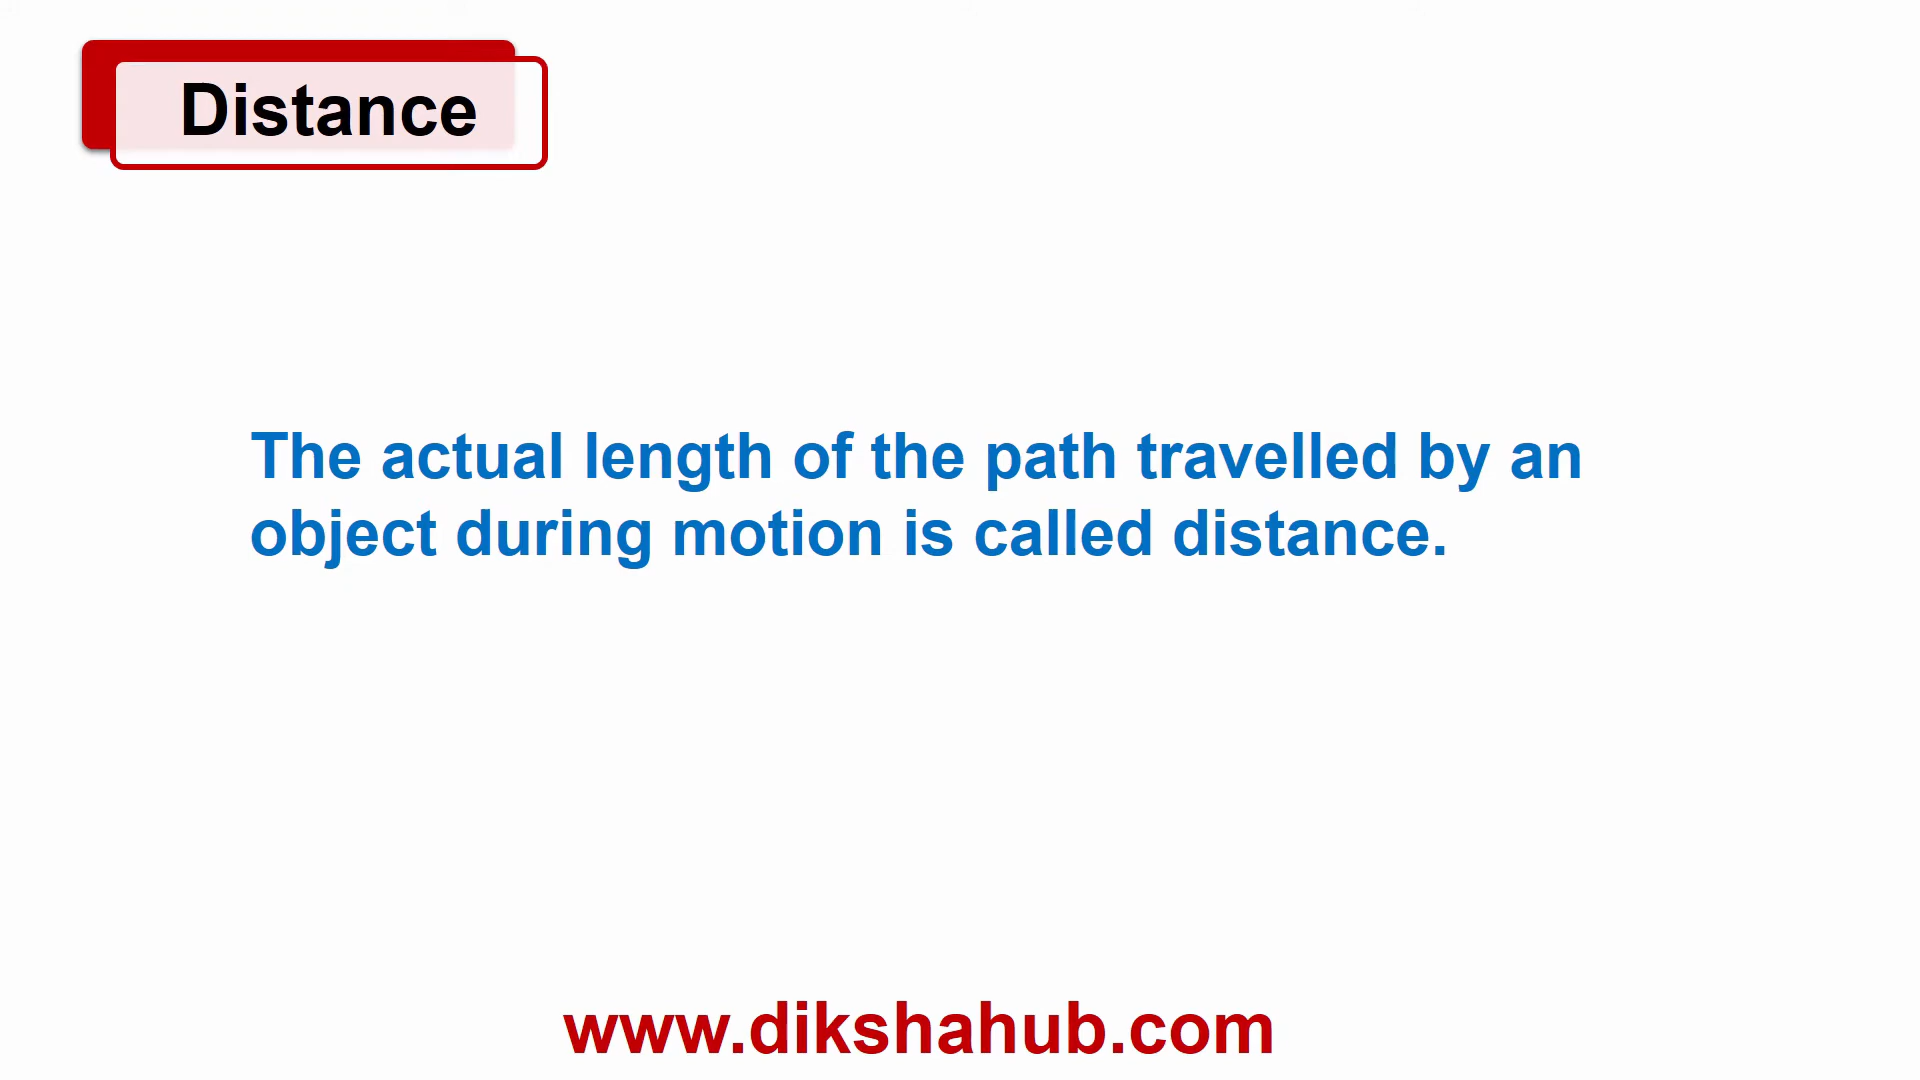 Distance
The actual length of the path travelled by an
object during motion is called distance.
www.dikshahub.com